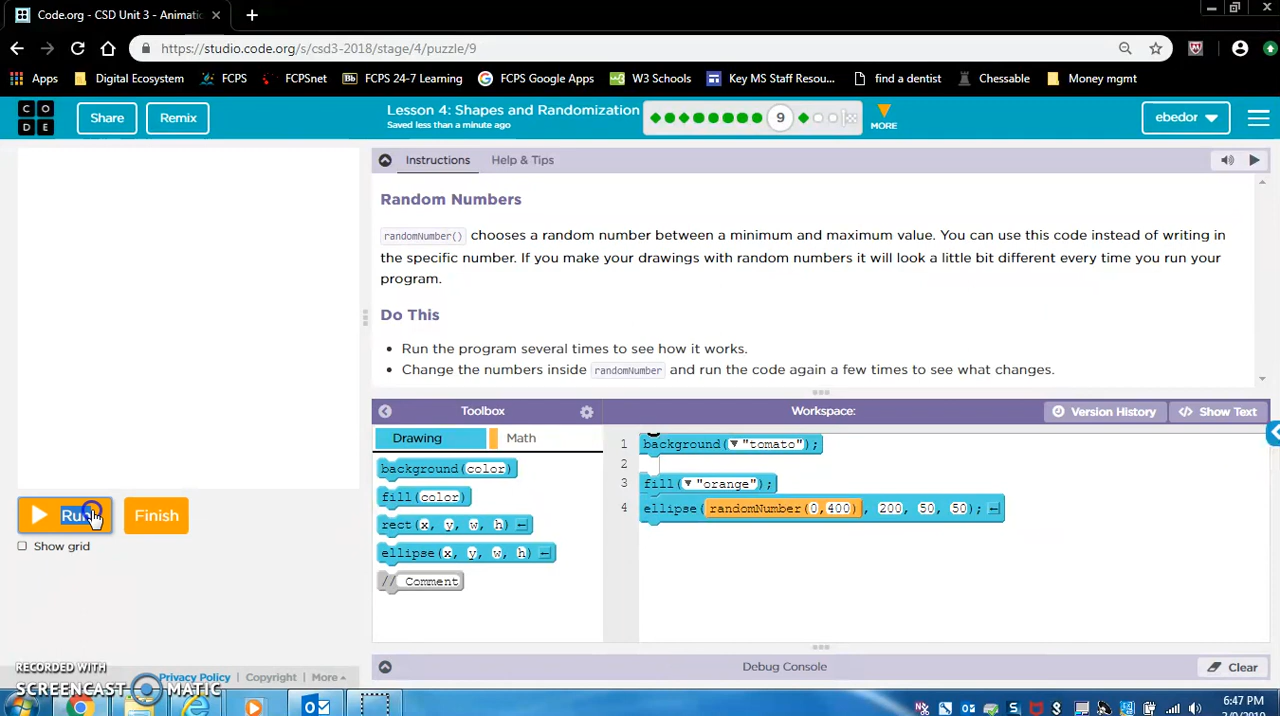 Code.org - CSD Unit 3 - Animatic
https://studio.code.org/s/csd3-2018/stage/4/puzzle/9
Apps Digital Ecosystem FCPS FCPSnet Bb FCPS 24-7 Learning G FCPS Google Apps W3 W3 Schools Key MS Staff Resou... find a dentist Chessable Money mgmt
C O D E Share Remix Lesson 4: Shapes and Randomization 9 MORE ebedor
Saved less than a minute ago
Instructions Help & Tips
Random Numbers
randomNumber() chooses a random number between a minimum and maximum value. You can use this code instead of writing in
the specific number. If you make your drawings with random numbers it will look a little bit different every time you run your
program.
Do This
• Run the program several times to see how it works.
• Change the numbers inside randomNumber and run the code again a few times to see what changes.
Toolbox Workspace: Version History </> Show Text
Drawing Math
background(color)
fill(color)
rect(x, y, w, h)
ellipse(x, y, w, h)
// Comment
1 background("tomato");
2
3 fill("orange");
4 ellipse(randomNumber(0,400), 200, 50, 50);
Run Finish
Show grid
Debug Console Clear
Privacy Policy | Copyright | More
RECORDED WITH
SCREENCAST MATIC
6:47 PM